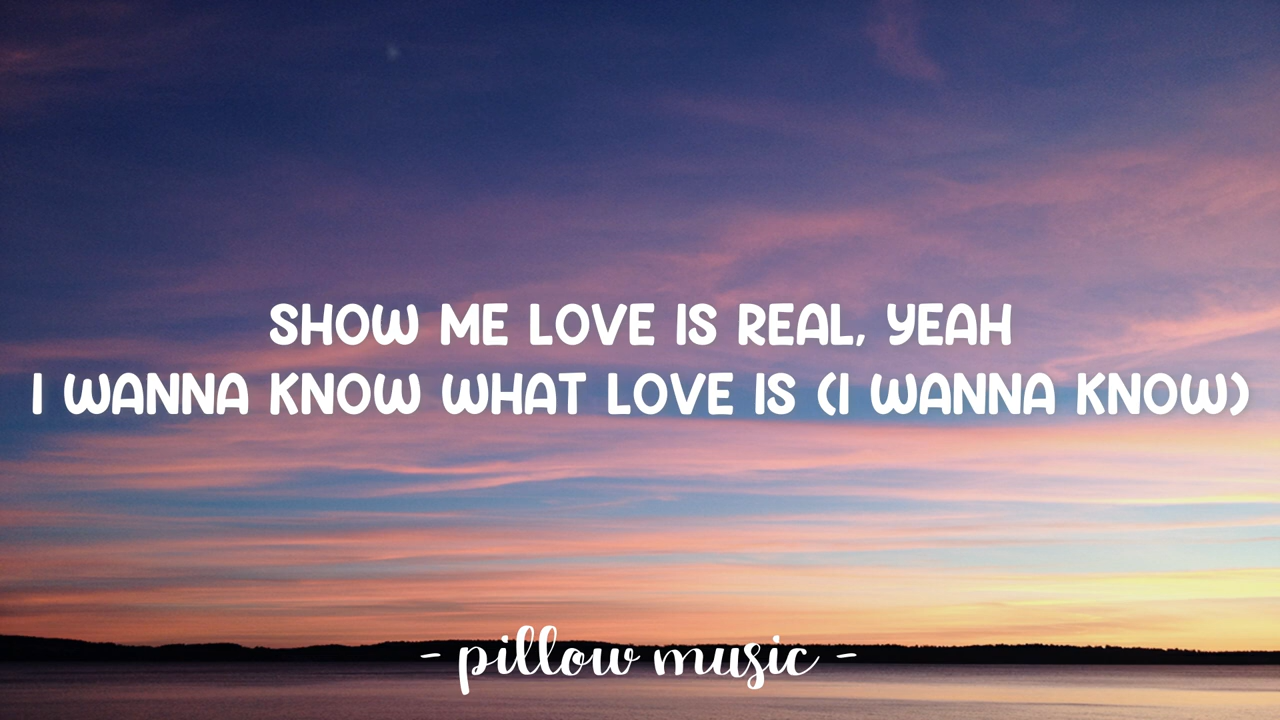 SHOW ME LOVE IS REAL, YEAH
I WANNA KNOW WHAT LOVE IS (I WANNA KNOW)
- pillow music -